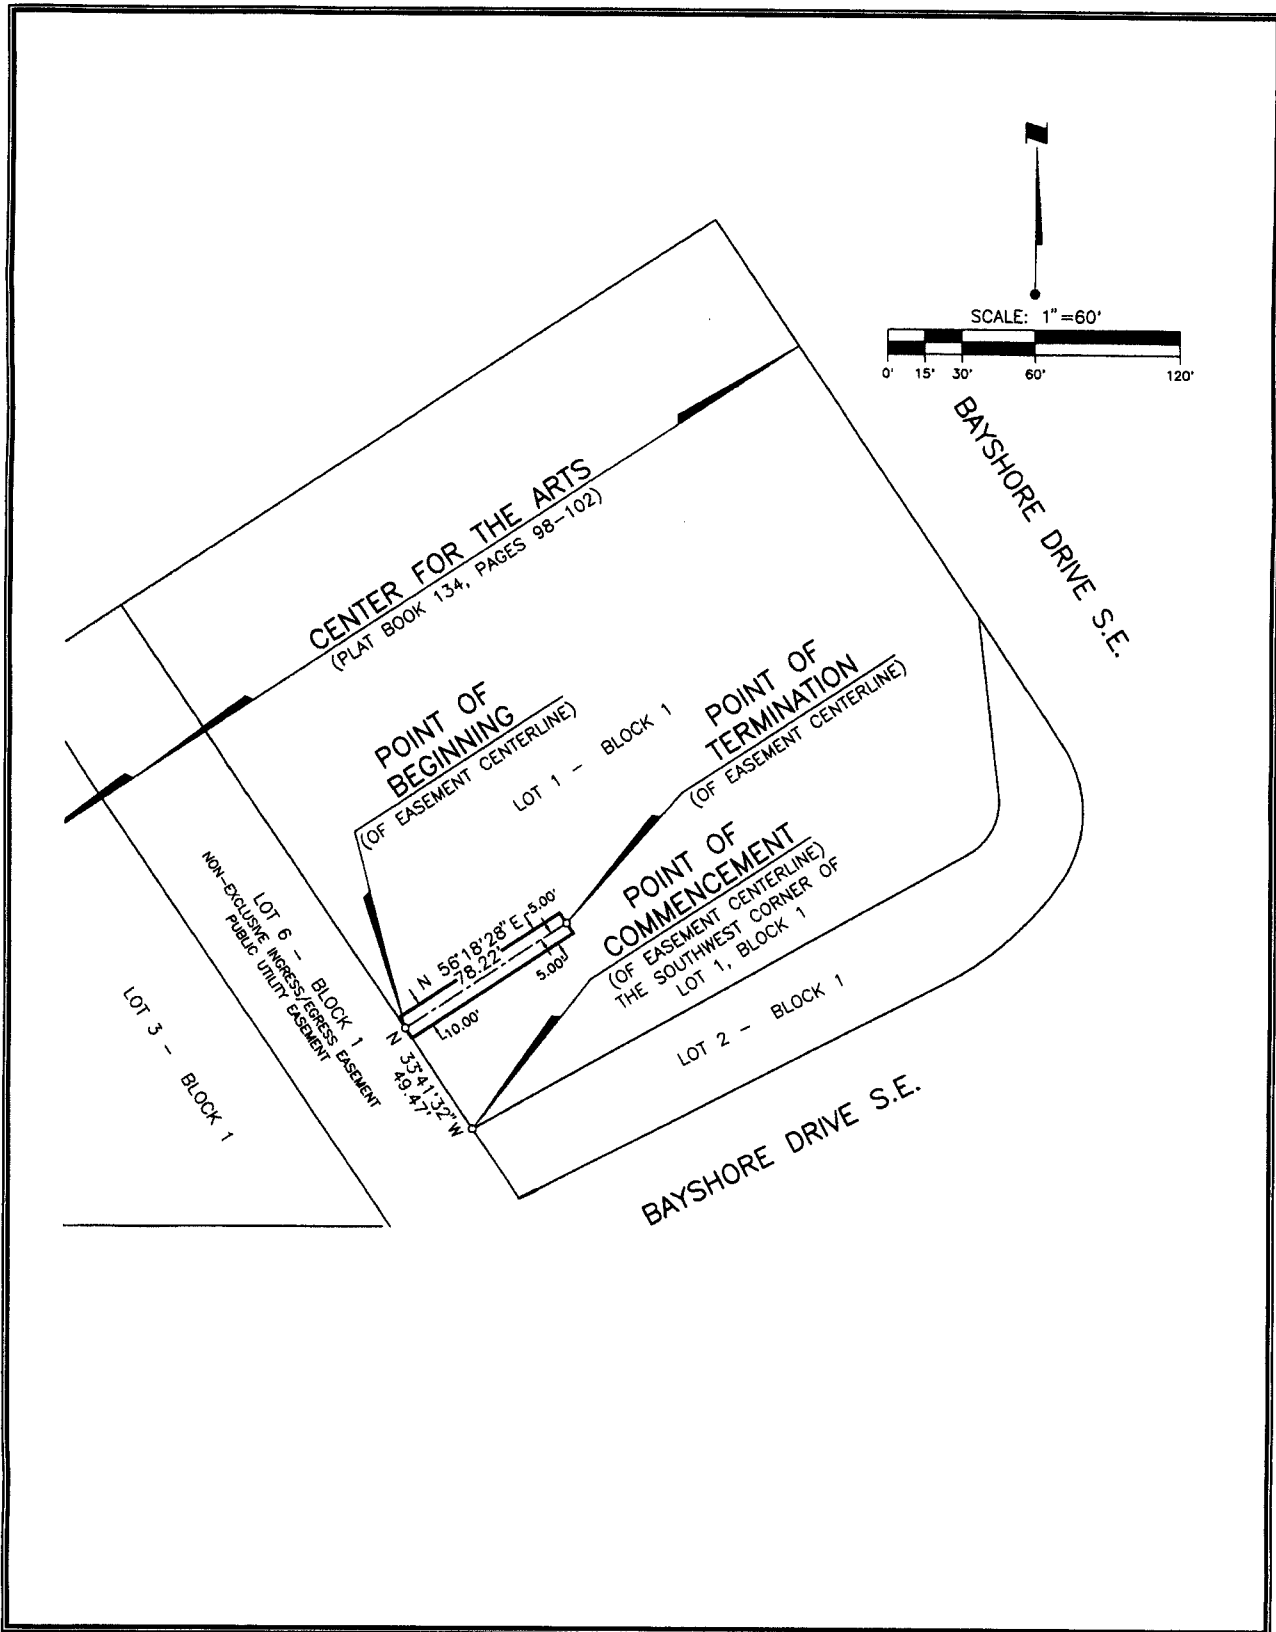 N
SCALE: 1"=60'
0' 15' 30' 60' 120'
BAYSHORE DRIVE S.E.
CENTER FOR THE ARTS
(PLAT BOOK 134, PAGES 98-102)
POINT OF
BEGINNING
(OF EASEMENT CENTERLINE)
LOT 1 - BLOCK 1
POINT OF
TERMINATION
(OF EASEMENT CENTERLINE)
POINT OF
COMMENCEMENT
(OF EASEMENT CENTERLINE)
THE SOUTHWEST CORNER OF
LOT 1, BLOCK 1
N 56°18'28" E
78.22'
5.00'
5.00'
10.00'
N 33°41'32" W
49.47'
LOT 6 - BLOCK 1
NON-EXCLUSIVE INGRESS/EGRESS EASEMENT
PUBLIC UTILITY EASEMENT
LOT 3 - BLOCK 1
LOT 2 - BLOCK 1
BAYSHORE DRIVE S.E.